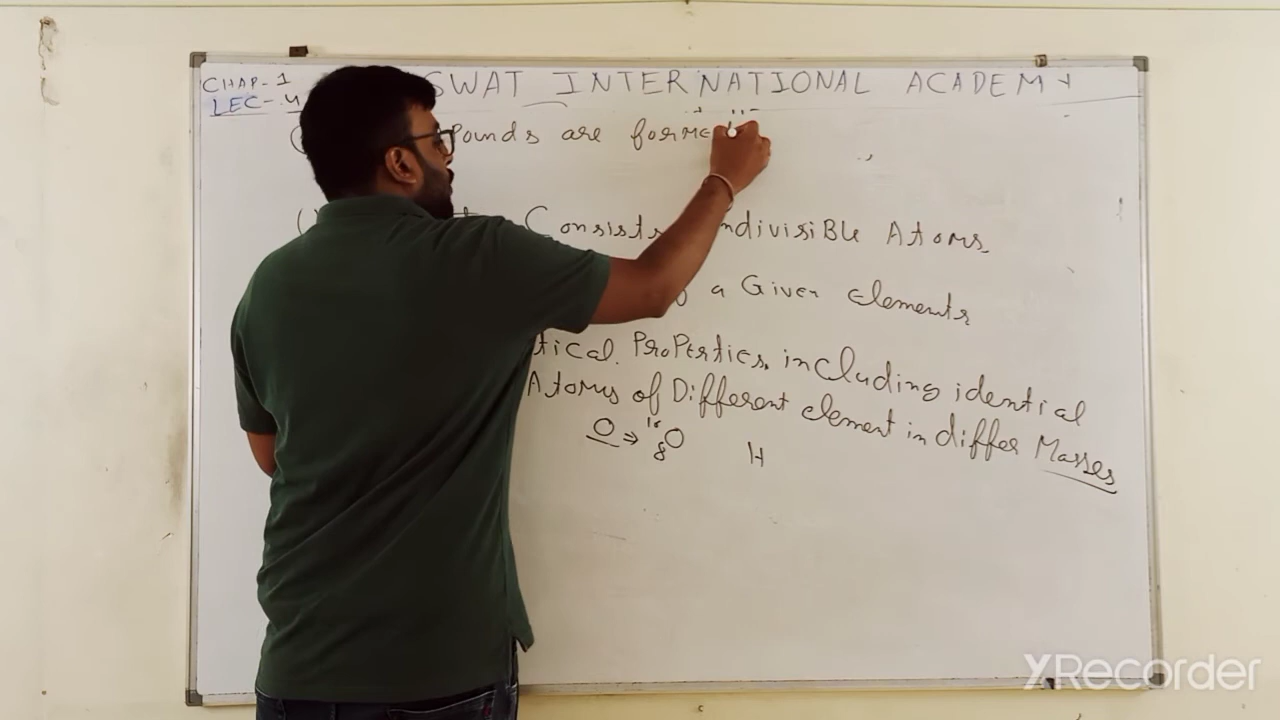 CHAP-1 SWAT INTERNATIONAL ACADEMY
LEC-4
Pounds are formed
Consists indivisiBle Atoms
a Given elements
tical ProPerties including identical
Atoms of Different element in differ Masses
O ⇒ ¹⁶₈O H
XRecorder